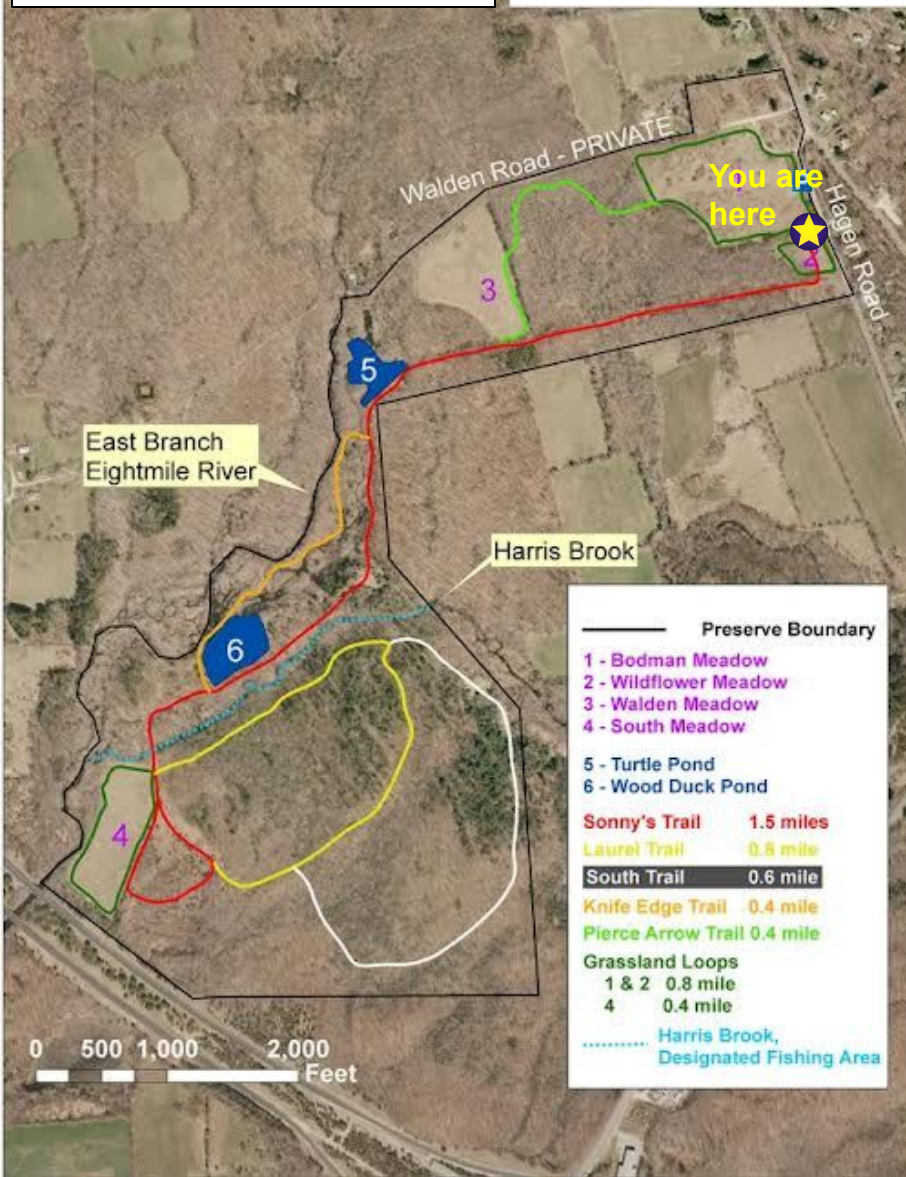 Walden Road - PRIVATE
You are
here
Hagen Road
2
3
5
East Branch
Eightmile River
Harris Brook
6
4
Preserve Boundary
1 - Bodman Meadow
2 - Wildflower Meadow
3 - Walden Meadow
4 - South Meadow
5 - Turtle Pond
6 - Wood Duck Pond
Sonny's Trail 1.5 miles
Laurel Trail 0.8 mile
South Trail 0.6 mile
Knife Edge Trail 0.4 mile
Pierce Arrow Trail 0.4 mile
Grassland Loops
1 & 2 0.8 mile
4 0.4 mile
Harris Brook,
Designated Fishing Area
0 500 1,000 2,000
Feet